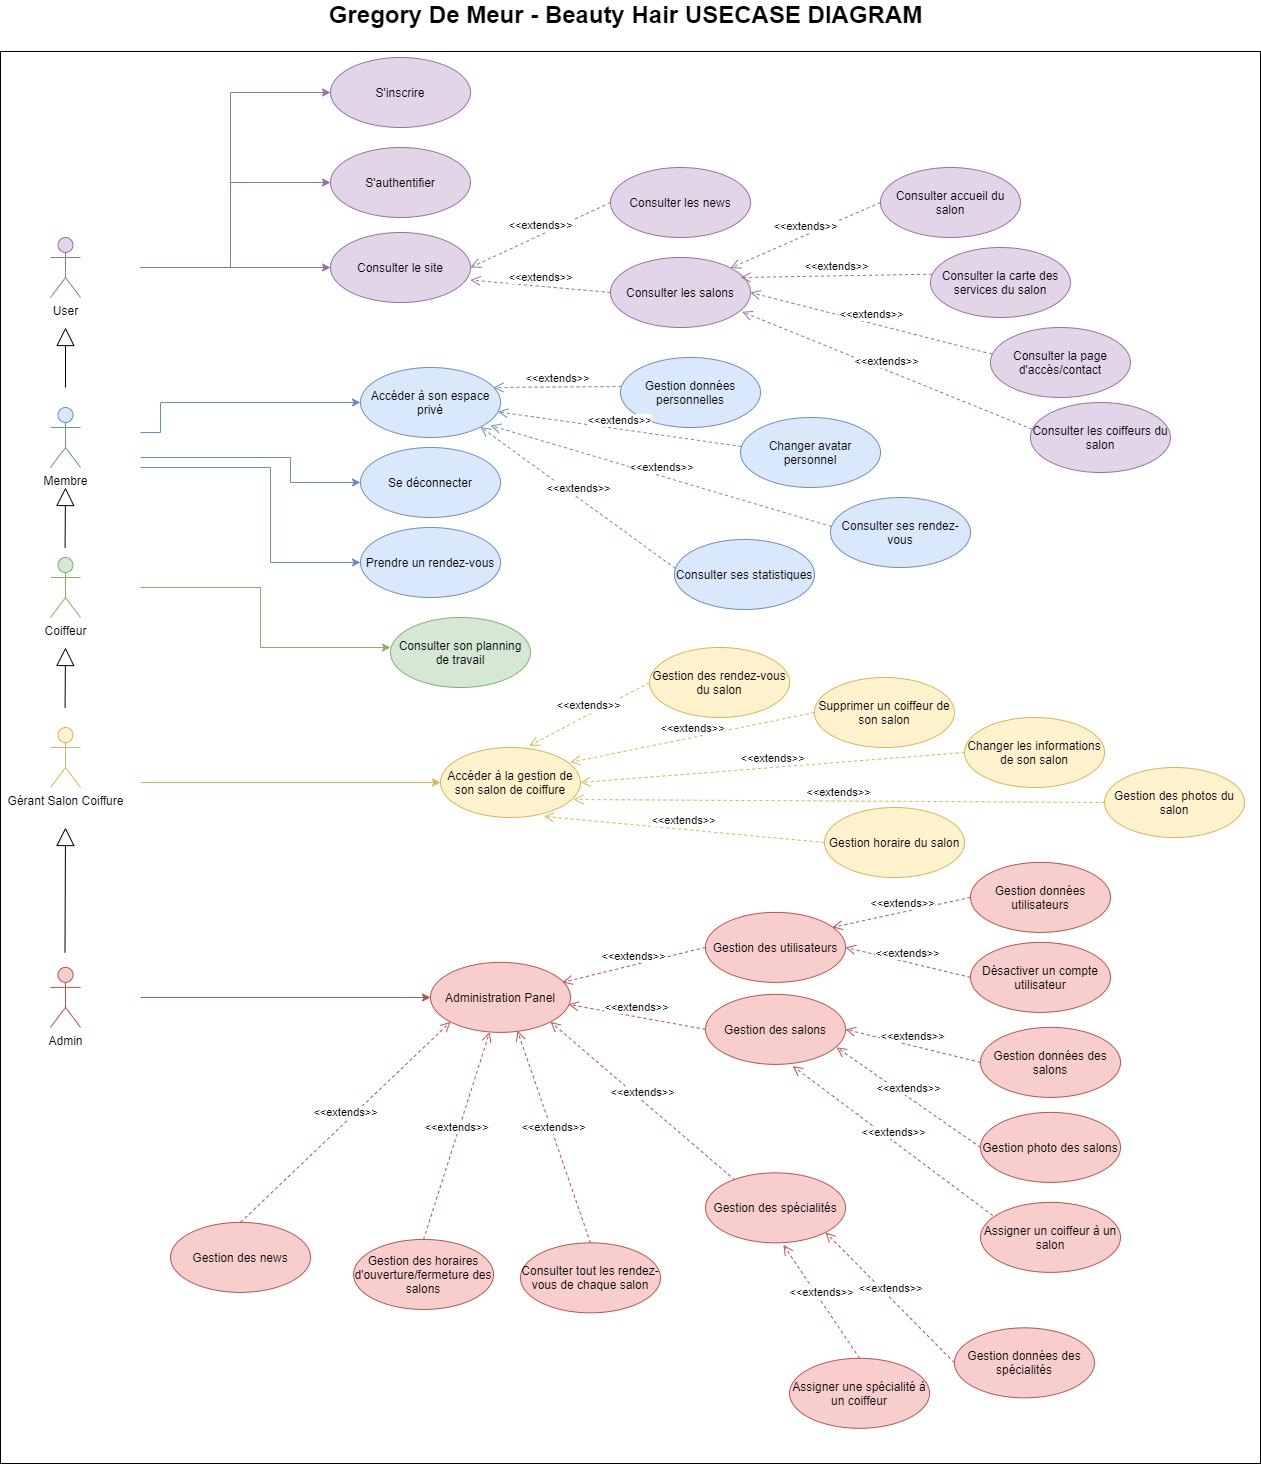 Gregory De Meur - Beauty Hair USECASE DIAGRAM
S'inscrire
S'authentifier
Consulter le site
User
Consulter les news
<<extends>>
<<extends>>
Consulter les salons
Consulter accueil du
salon
<<extends>>
<<extends>>
Consulter la carte des
services du salon
<<extends>>
Consulter la page
d'accès/contact
<<extends>>
Consulter les coiffeurs du
salon
Membre
Accéder à son espace
privé
<<extends>>
Gestion données
personnelles
<<extends>>
Changer avatar
personnel
Se déconnecter
<<extends>>
<<extends>>
Consulter ses rendez-
vous
Prendre un rendez-vous
Consulter ses statistiques
Coiffeur
Consulter son planning
de travail
Gestion des rendez-vous
du salon
<<extends>>
Supprimer un coiffeur de
son salon
<<extends>>
Changer les informations
de son salon
<<extends>>
Accéder à la gestion de
son salon de coiffure
Gérant Salon Coiffure
<<extends>>
Gestion des photos du
salon
<<extends>>
Gestion horaire du salon
Gestion données
utilisateurs
<<extends>>
Gestion des utilisateurs
<<extends>>
<<extends>>
Désactiver un compte
utilisateur
Administration Panel
Admin
<<extends>>
Gestion des salons
<<extends>>
Gestion données des
salons
<<extends>>
<<extends>>
Gestion photo des salons
<<extends>>
<<extends>>
<<extends>>
<<extends>>
Gestion des spécialités
Assigner un coiffeur à un
salon
Gestion des news
Gestion des horaires
d'ouverture/fermeture des
salons
Consulter tout les rendez-
vous de chaque salon
<<extends>>
<<extends>>
Gestion données des
spécialités
Assigner une spécialité à
un coiffeur